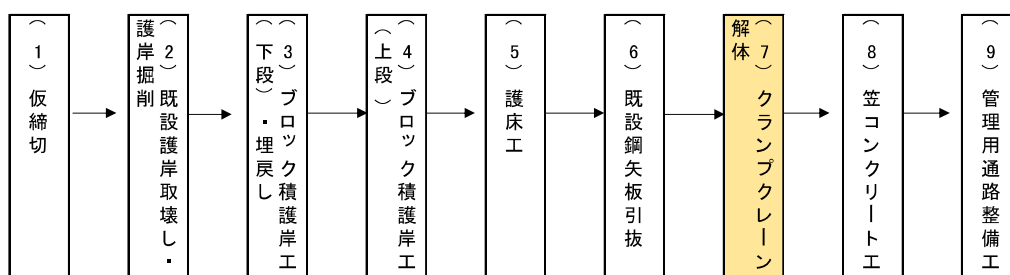 （１）仮締切
（２）既設護岸取壊し・
護岸掘削
（３）ブロック積護岸工
（下段）・埋戻し
（４）ブロック積護岸工
（上段）
（５）護床工
（６）既設鋼矢板引抜
（７）クランプクレーン
解体
（８）笠コンクリート工
（９）管理用通路整備工